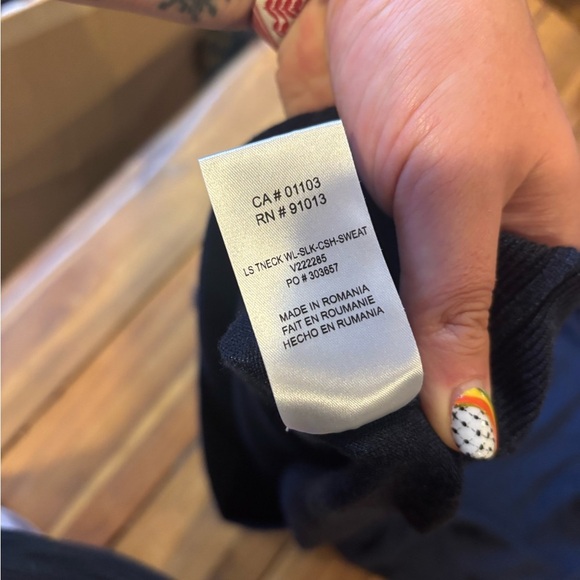 CA # 01103
RN # 91013
LS TNECK WL-SLK-CSH-SWEAT
V222285
PO # 303857
MADE IN ROMANIA
FAIT EN ROUMANIE
HECHO EN RUMANIA